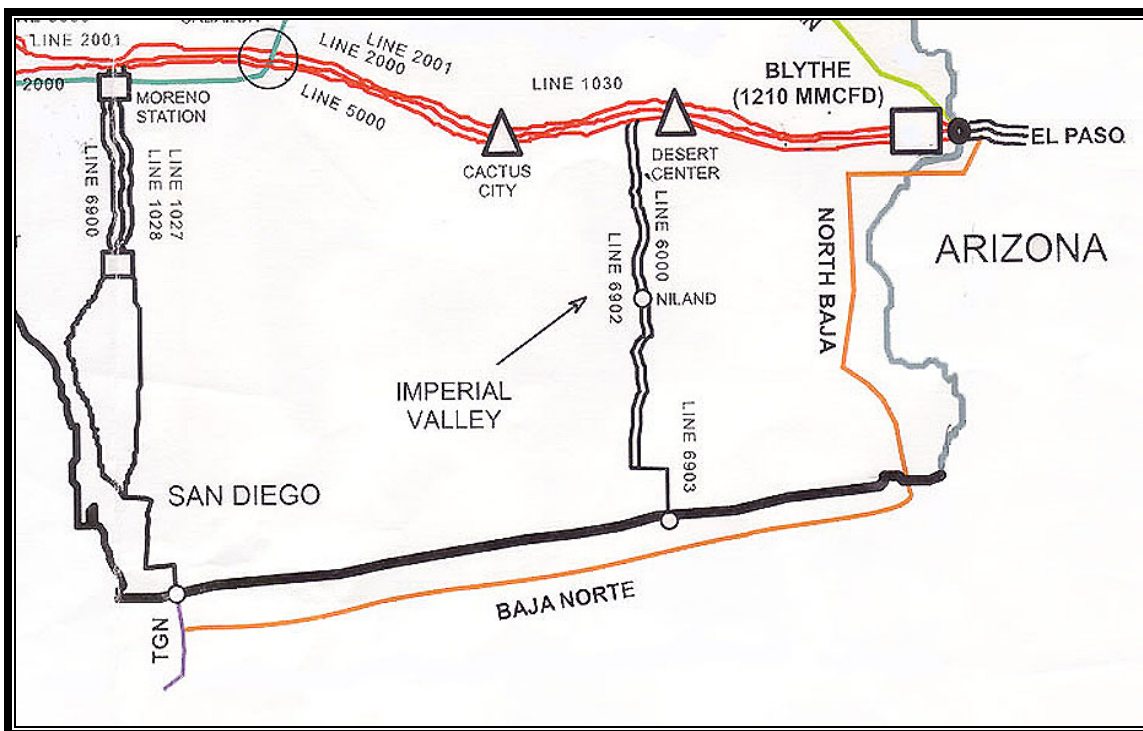 LINE 2001
2000
MORENO
STATION
LINE 6900
LINE 1027
LINE 1028
LINE 2001
LINE 2000
LINE 5000
CACTUS
CITY
LINE 1030
DESERT
CENTER
BLYTHE
(1210 MMCFD)
EL PASO
LINE 6000
LINE 6902
NILAND
NORTH BAJA
ARIZONA
IMPERIAL
VALLEY
LINE 6903
SAN DIEGO
BAJA NORTE
TGN